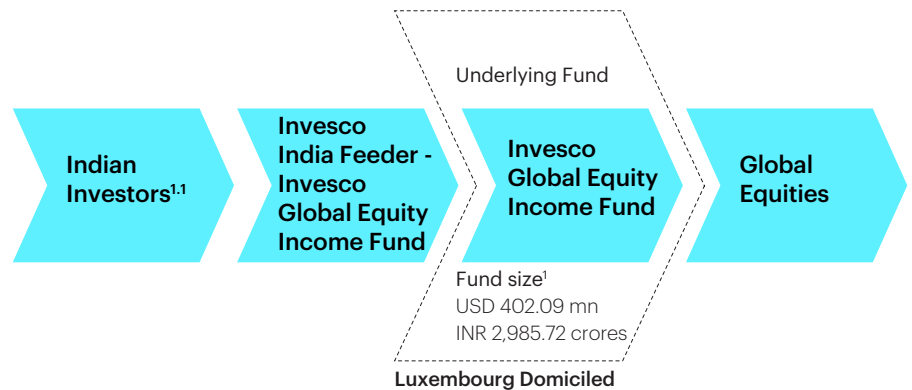 Underlying Fund
Indian
Investors1.1
Invesco
India Feeder -
Invesco
Global Equity
Income Fund
Invesco
Global Equity
Income Fund
Global
Equities
Fund size1
USD 402.09 mn
INR 2,985.72 crores
Luxembourg Domiciled